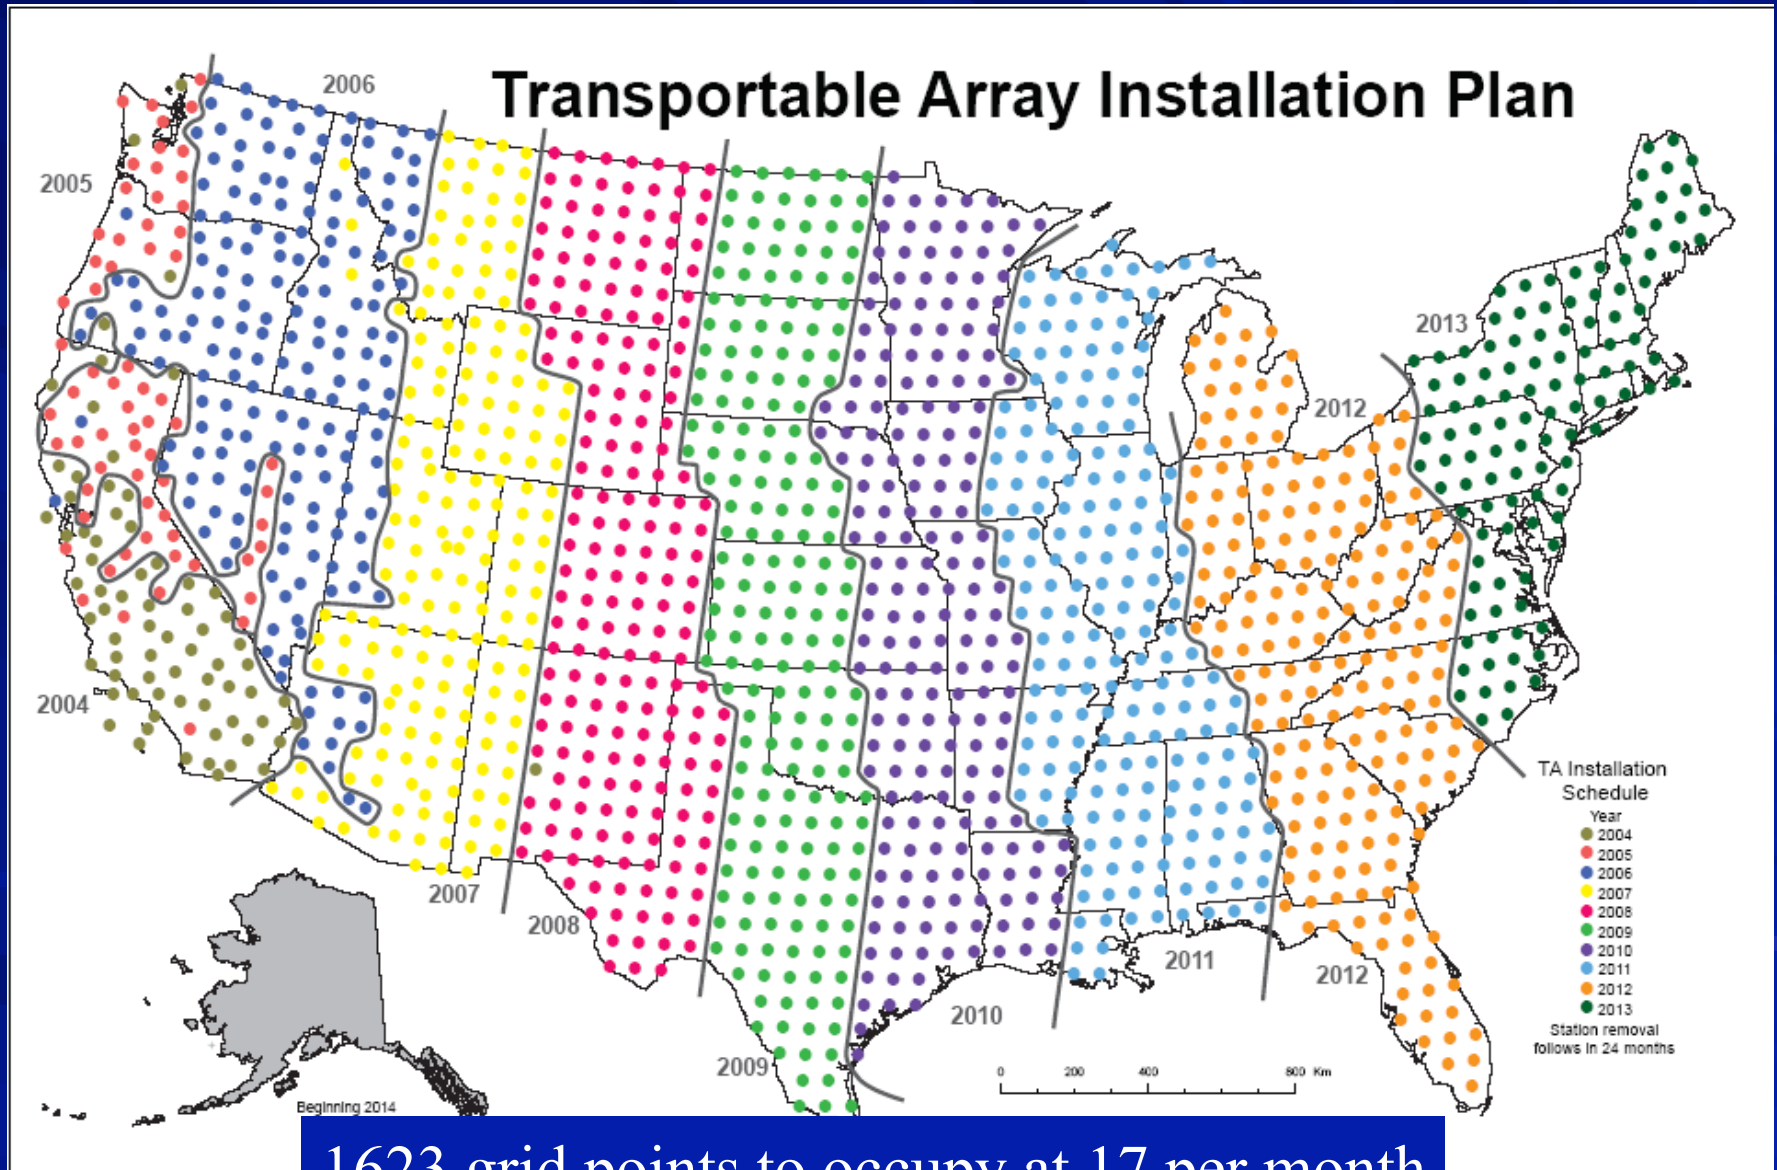 Transportable Array Installation Plan
2006
2005
2013
2012
2004
TA Installation
Schedule
Year
2004
2005
2006
2007
2008
2009
2010
2011
2012
2013
Station removal
follows in 24 months
2007
2008
2011
2012
2010
2009
0 200 400 800 Km
Beginning 2014
1623 grid points to occupy at 17 per month